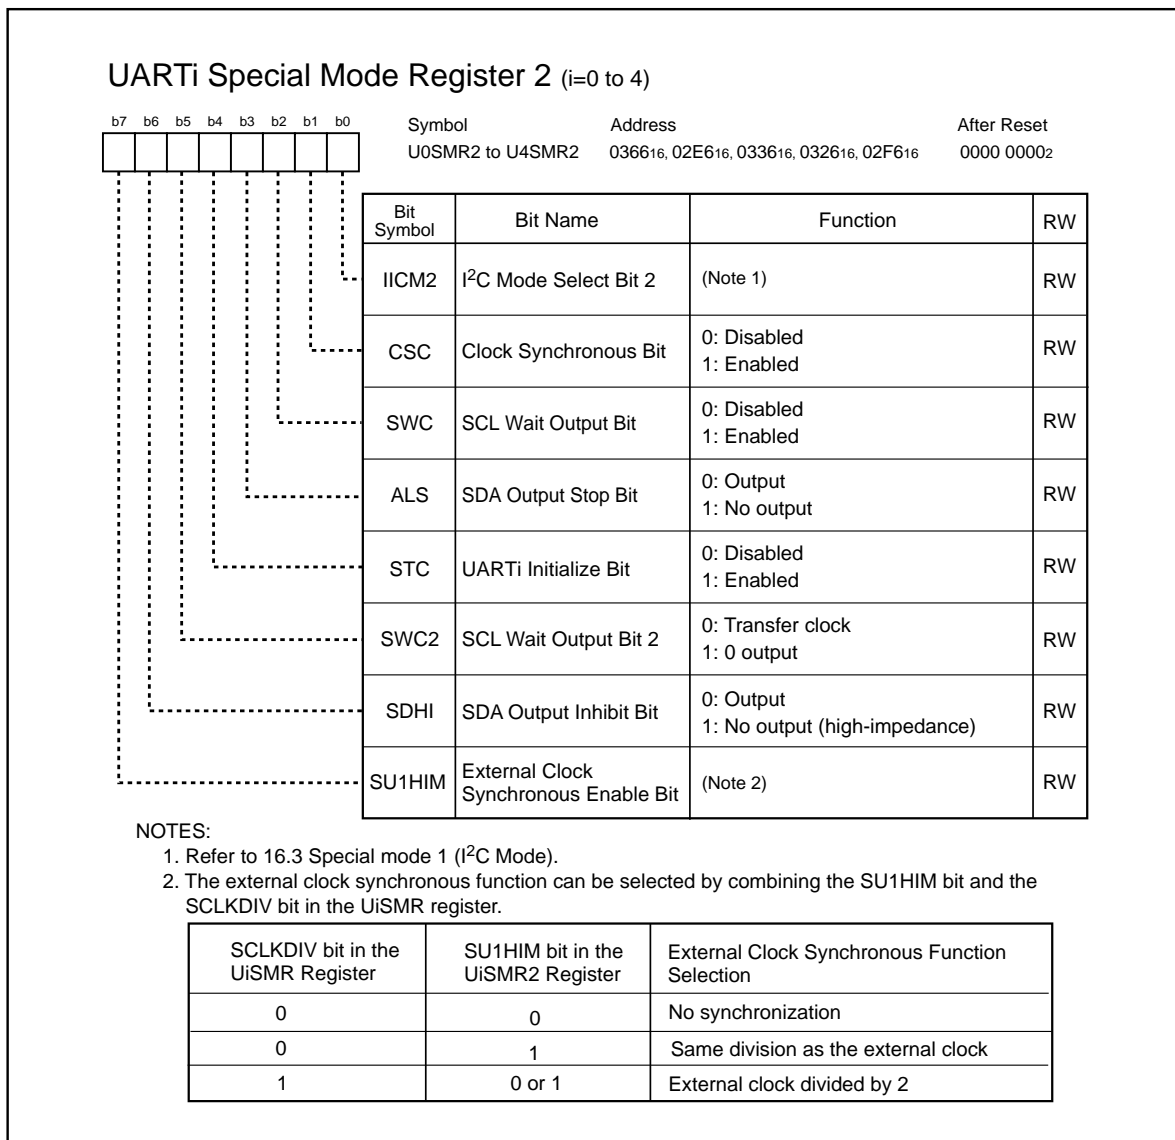 UARTi Special Mode Register 2 (i=0 to 4)
b7 b6 b5 b4 b3 b2 b1 b0
Symbol Address After Reset
U0SMR2 to U4SMR2 036616, 02E616, 033616, 032616, 02F616 0000 00002
Bit Symbol Bit Name Function RW
IICM2 I2C Mode Select Bit 2 (Note 1) RW
CSC Clock Synchronous Bit 0: Disabled
1: Enabled RW
SWC SCL Wait Output Bit 0: Disabled
1: Enabled RW
ALS SDA Output Stop Bit 0: Output
1: No output RW
STC UARTi Initialize Bit 0: Disabled
1: Enabled RW
SWC2 SCL Wait Output Bit 2 0: Transfer clock
1: 0 output RW
SDHI SDA Output Inhibit Bit 0: Output
1: No output (high-impedance) RW
SU1HIM External Clock
Synchronous Enable Bit (Note 2) RW
NOTES:
1. Refer to 16.3 Special mode 1 (I2C Mode).
2. The external clock synchronous function can be selected by combining the SU1HIM bit and the
SCLKDIV bit in the UiSMR register.
SCLKDIV bit in the
UiSMR Register
SU1HIM bit in the
UiSMR2 Register
External Clock Synchronous Function
Selection
0 0 No synchronization
0 1 Same division as the external clock
1 0 or 1 External clock divided by 2